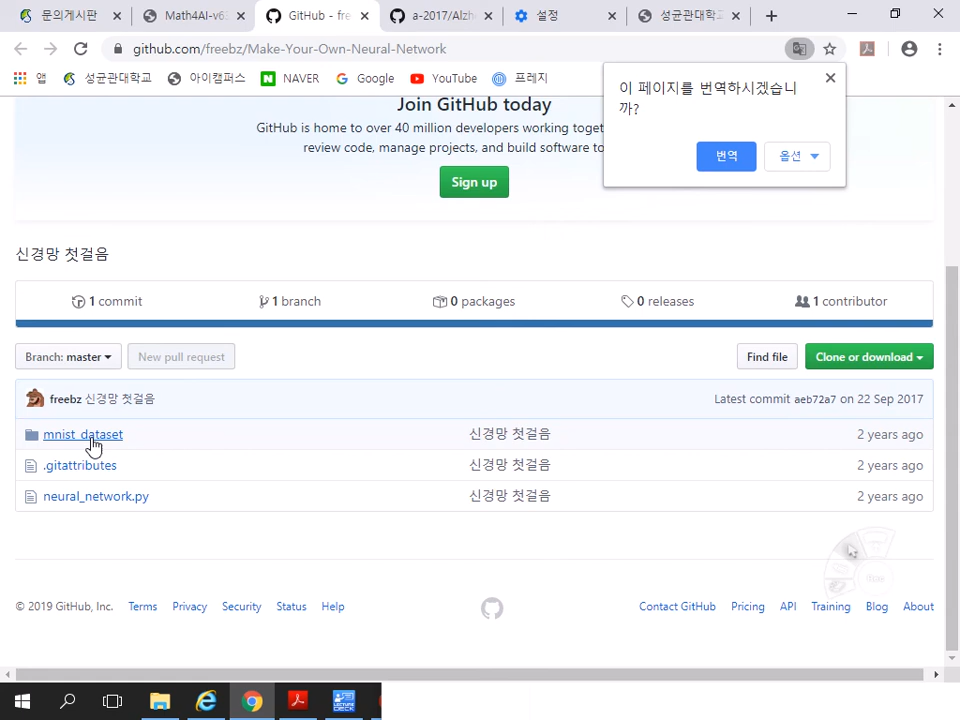 문의게시판
Math4AI-v63
GitHub - fre
a-2017/Alzh
설정
성균관대학교
github.com/freebz/Make-Your-Own-Neural-Network
앱
성균관대학교
아이캠퍼스
NAVER
Google
YouTube
프레지
이 페이지를 번역하시겠습니
까?
번역
옵션
Join GitHub today
GitHub is home to over 40 million developers working toget
review code, manage projects, and build software to
Sign up
신경망 첫걸음
1 commit
1 branch
0 packages
0 releases
1 contributor
Branch: master
New pull request
Find file
Clone or download
freebz 신경망 첫걸음
Latest commit aeb72a7 on 22 Sep 2017
mnist_dataset
신경망 첫걸음
2 years ago
.gitattributes
신경망 첫걸음
2 years ago
neural_network.py
신경망 첫걸음
2 years ago
© 2019 GitHub, Inc.
Terms
Privacy
Security
Status
Help
Contact GitHub
Pricing
API
Training
Blog
About